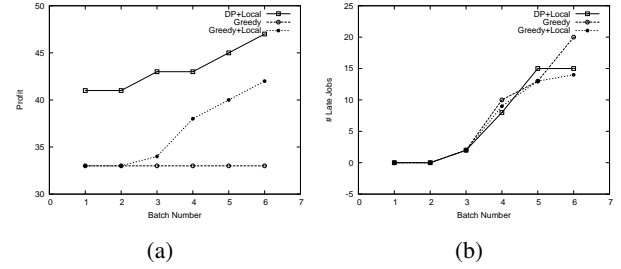 50
45
40
35
30
0
1
2
3
4
5
6
7
Profit
Batch Number
DP+Local
Greedy
Greedy+Local
(a)
25
20
15
10
5
0
-5
0
1
2
3
4
5
6
7
# Late Jobs
Batch Number
DP+Local
Greedy
Greedy+Local
(b)